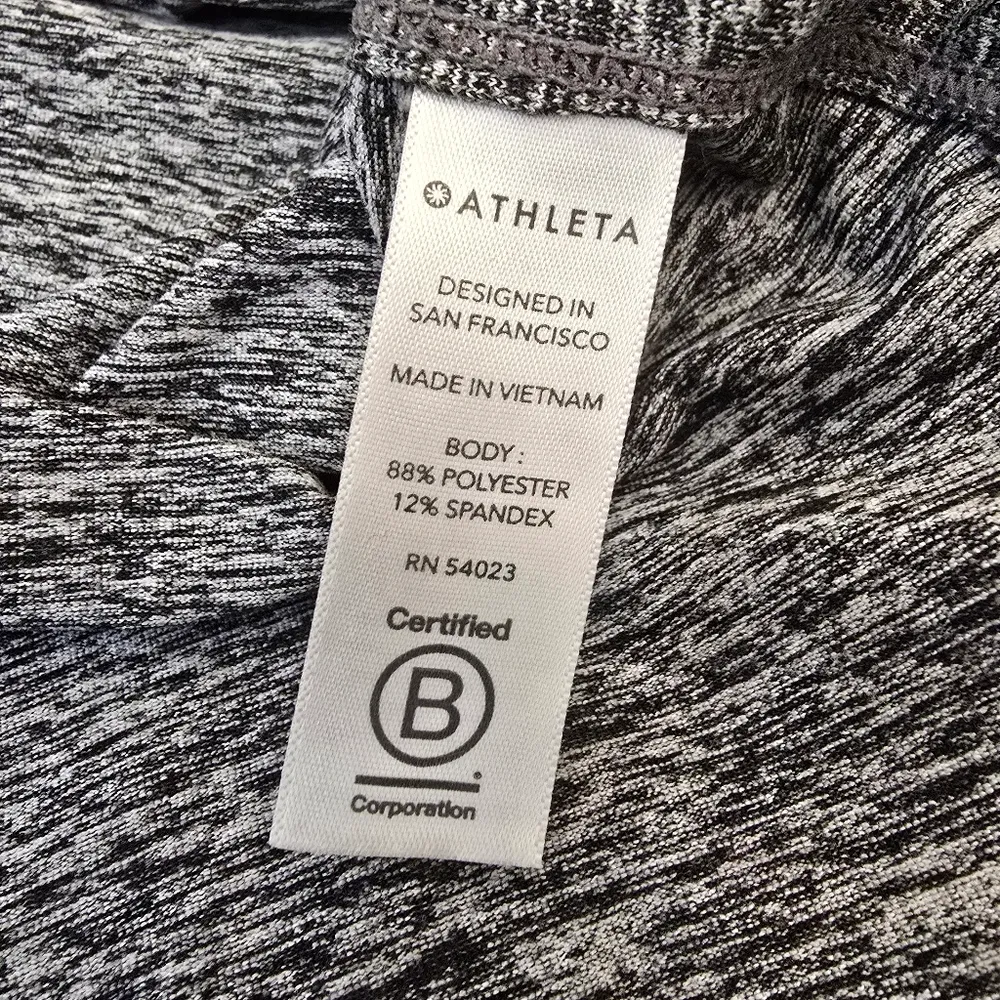 ATHLETA
DESIGNED IN
SAN FRANCISCO
MADE IN VIETNAM
BODY :
88% POLYESTER
12% SPANDEX
RN 54023
Certified
B
Corporation